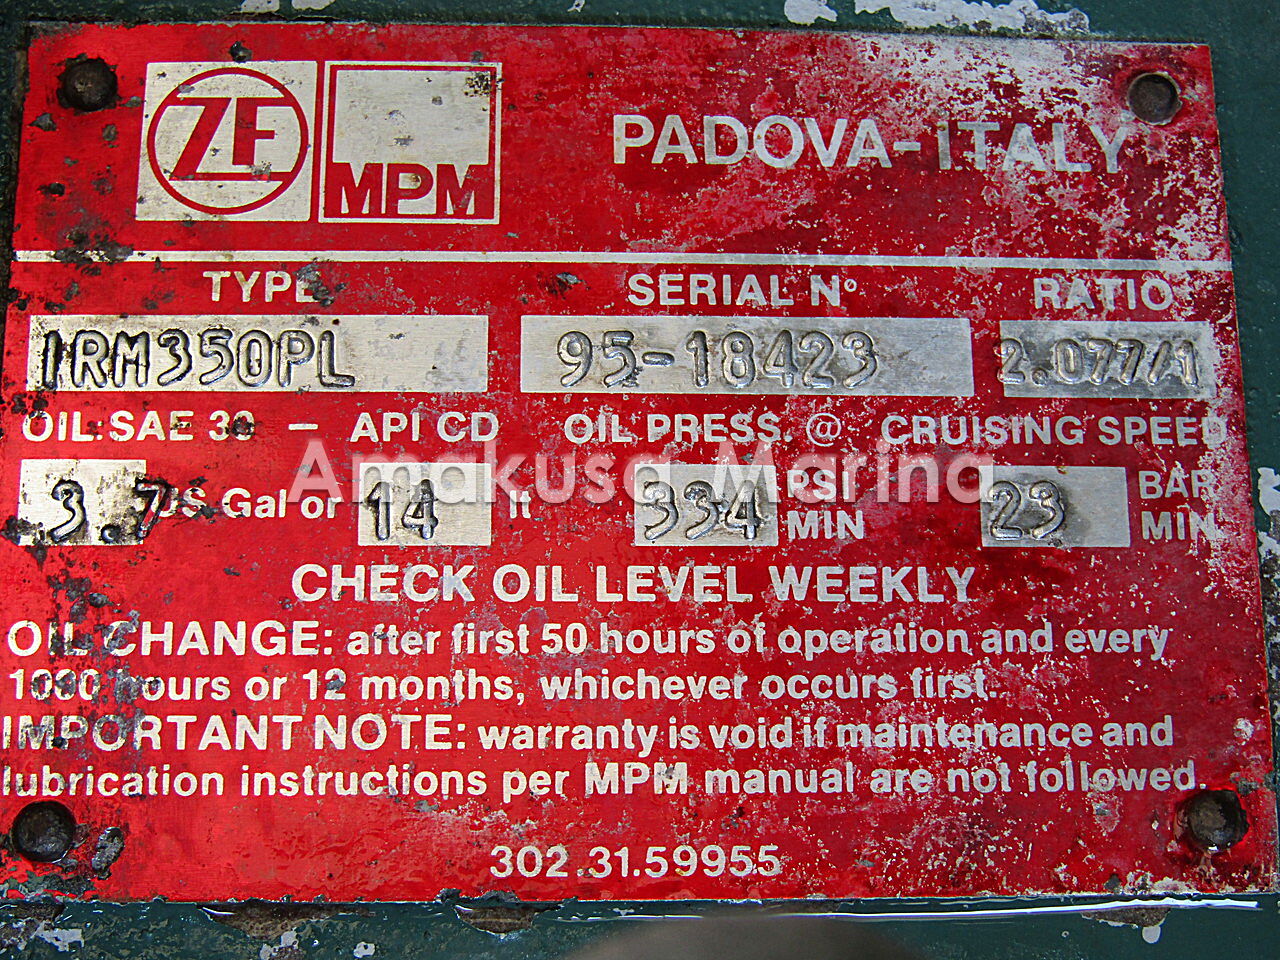 ZF MPM PADOVA-ITALY
TYPE SERIAL Nº RATIO
IRM350PL 95-18423 2.077/1
OIL: SAE 30 — API CD OIL PRESS. @ CRUISING SPEED
3.7 US Gal or 14 lt 334 PSI MIN 23 BAR MIN
Amakusa Marina
CHECK OIL LEVEL WEEKLY
OIL CHANGE: after first 50 hours of operation and every
1000 hours or 12 months, whichever occurs first.
IMPORTANT NOTE: warranty is void if maintenance and
lubrication instructions per MPM manual are not followed.
302.31.59955